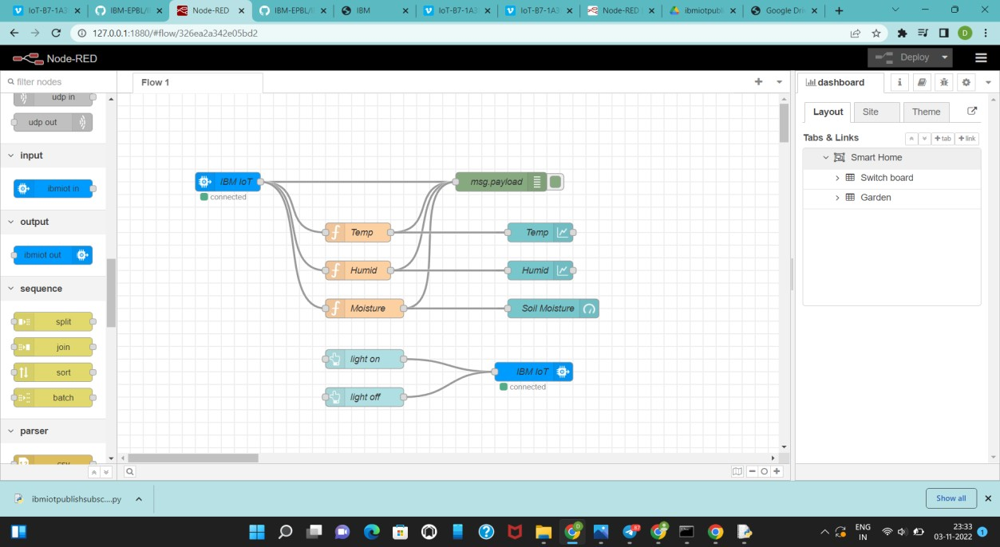 IoT-B7-1A3
IBM-EPBL/I
Node-RED
IBM-EPBL/I
IBM
IoT-B7-1A3
IoT-B7-1A3
Node-RED
ibmiotpubl
Google Dri
127.0.0.1:1880/#flow/326ea2a342e05bd2
D
Node-RED
Deploy
filter nodes
Flow 1
dashboard
udp in
udp out
Layout
Site
Theme
input
Tabs & Links
tab
link
Smart Home
ibmiot in
IBM IoT
connected
msg.payload
Switch board
Garden
output
Temp
Temp
ibmiot out
Humid
Humid
sequence
Moisture
Soil Moisture
split
join
light on
sort
IBM IoT
connected
batch
light off
parser
csv
ibmiotpublishsubsc....py
Show all
ENG
IN
23:33
03-11-2022
1